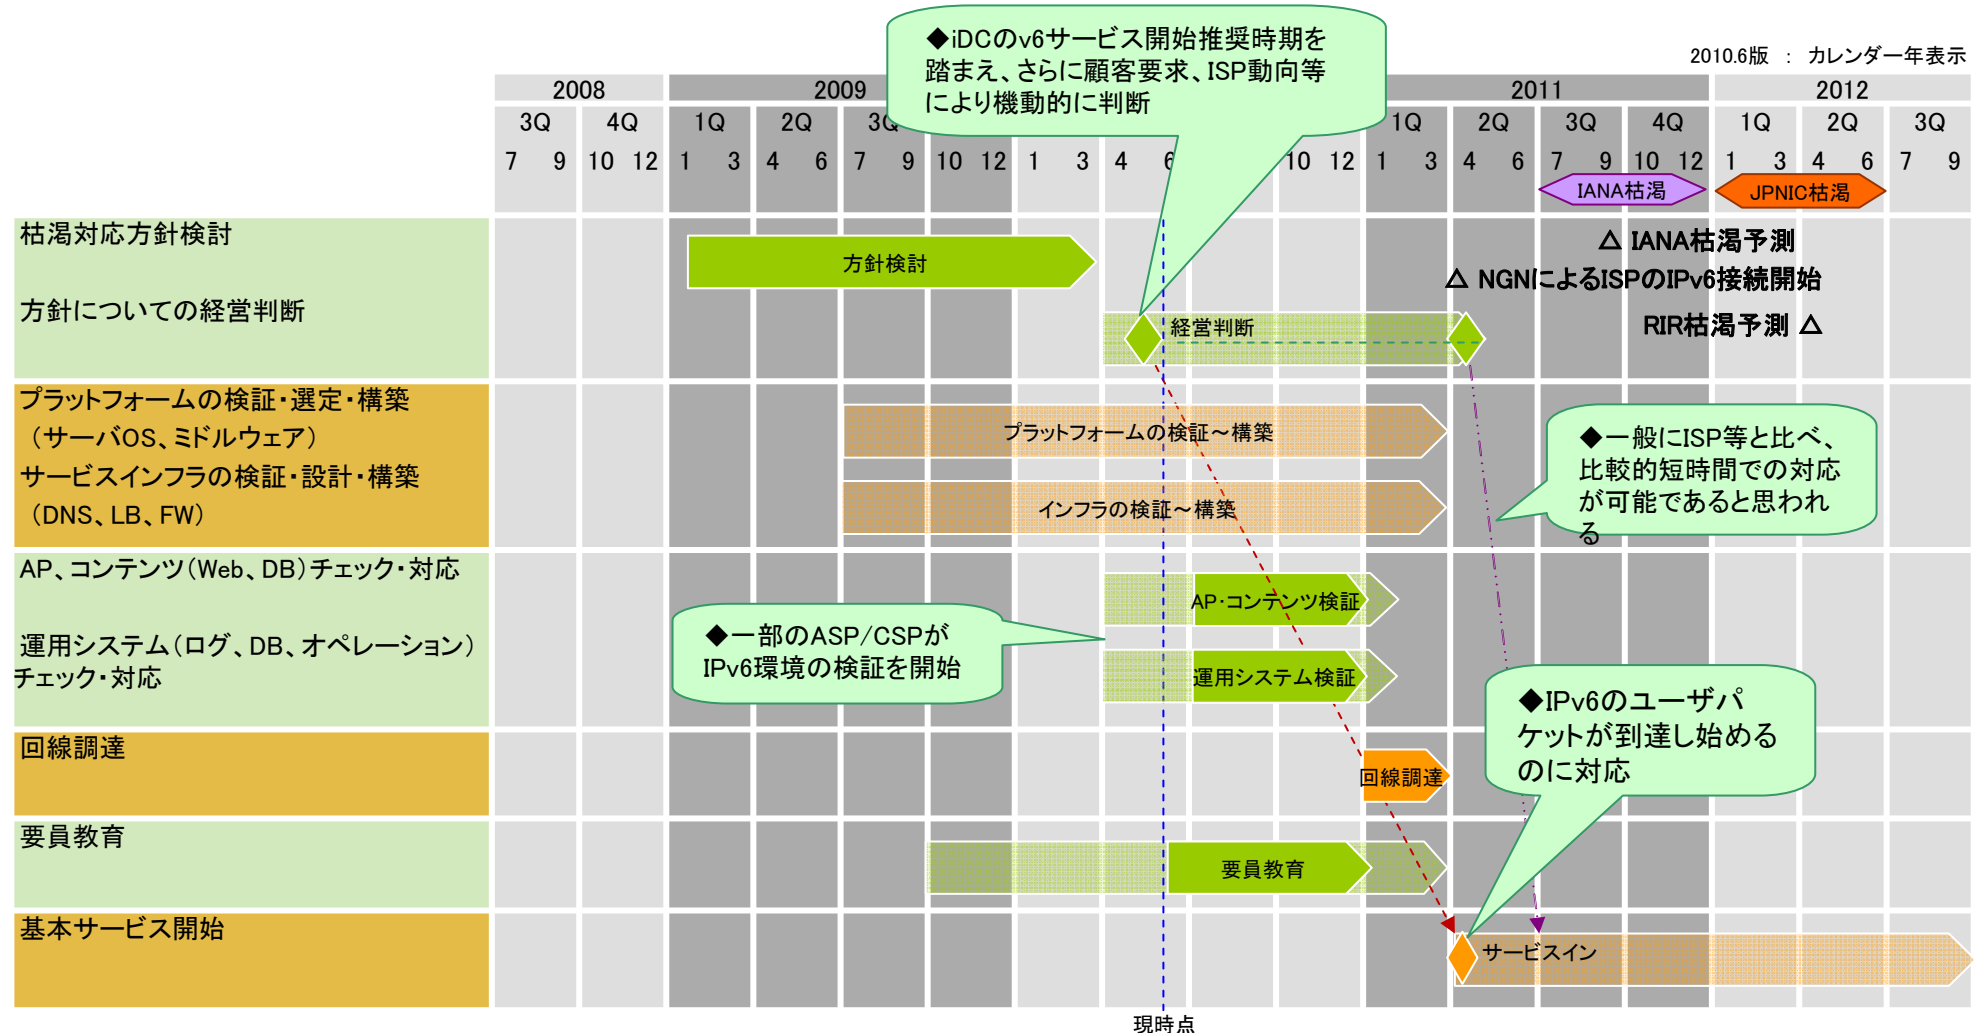 ◆iDCのv6サービス開始推奨時期を
踏まえ、さらに顧客要求、ISP動向等
により機動的に判断
2010.6版 : カレンダー年表示
2008
2009
2011
2012
3Q
4Q
1Q
2Q
3Q
1Q
2Q
3Q
4Q
1Q
2Q
3Q
7 9 10 12 1 3 4 6 7 9 10 12 1 3 4 6 10 12 1 3 4 6 7 9 10 12 1 3 4 6 7 9
IANA枯渇
JPNIC枯渇
枯渇対応方針検討
方針検討
△ IANA枯渇予測
△ NGNによるISPのIPv6接続開始
方針についての経営判断
経営判断
RIR枯渇予測 △
プラットフォームの検証・選定・構築
(サーバOS、ミドルウェア)
プラットフォームの検証~構築
サービスインフラの検証・設計・構築
(DNS、LB、FW)
インフラの検証~構築
◆一般にISP等と比べ、
比較的短時間での対応
が可能であると思われ
る
AP、コンテンツ(Web、DB)チェック・対応
AP・コンテンツ検証
◆一部のASP/CSPが
IPv6環境の検証を開始
運用システム(ログ、DB、オペレーション)
チェック・対応
運用システム検証
◆IPv6のユーザパ
ケットが到達し始める
のに対応
回線調達
回線調達
要員教育
要員教育
基本サービス開始
サービスイン
現時点